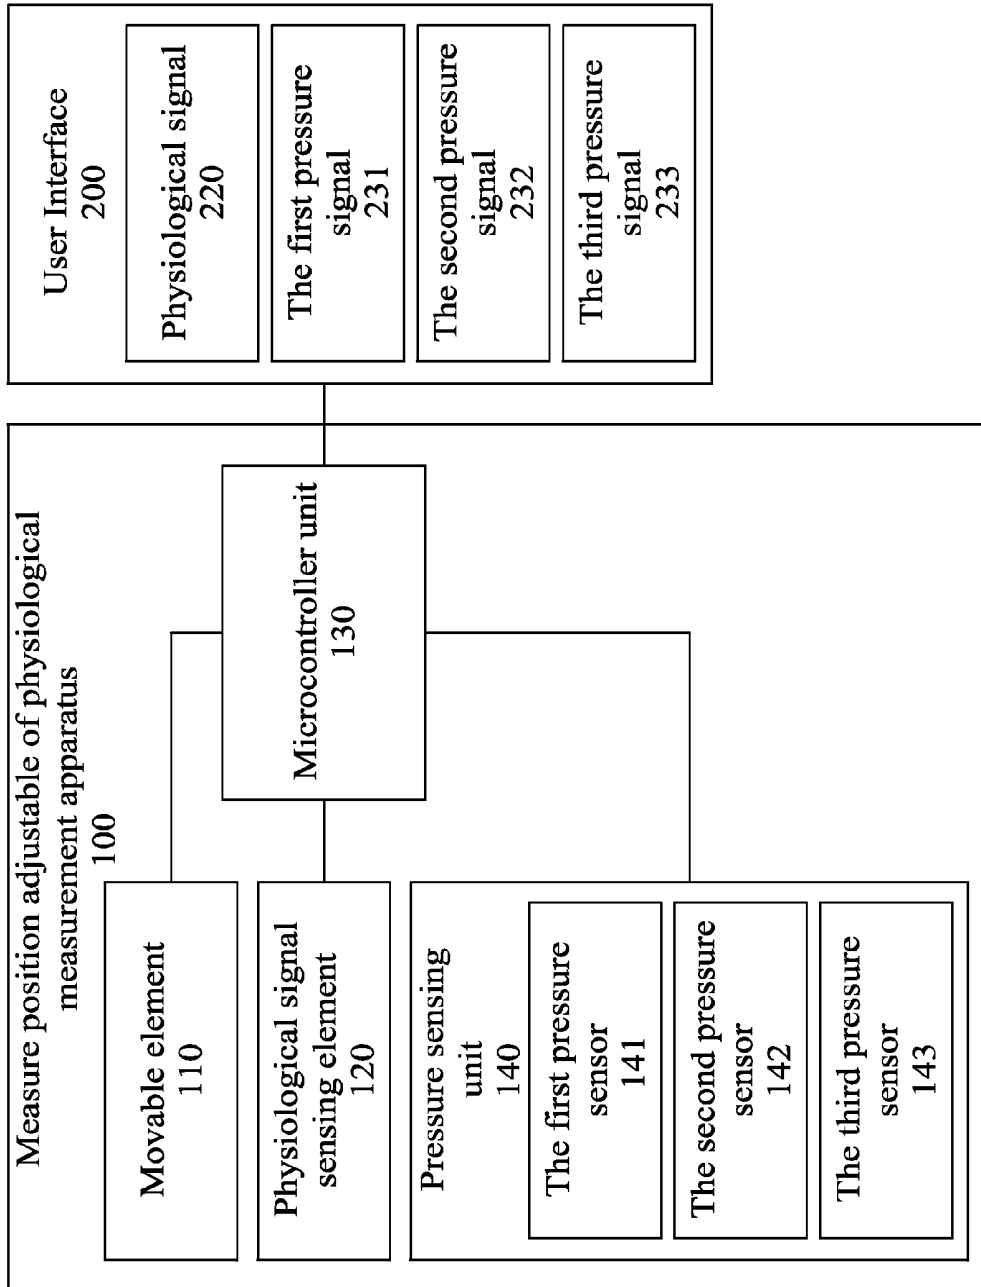 Measure position adjustable of physiological
measurement apparatus
100
Movable element
110
Physiological signal
sensing element
120
Pressure sensing
unit
140
The first pressure
sensor
141
The second pressure
sensor
142
The third pressure
sensor
143
Microcontroller unit
130
User Interface
200
Physiological signal
220
The first pressure
signal
231
The second pressure
signal
232
The third pressure
signal
233